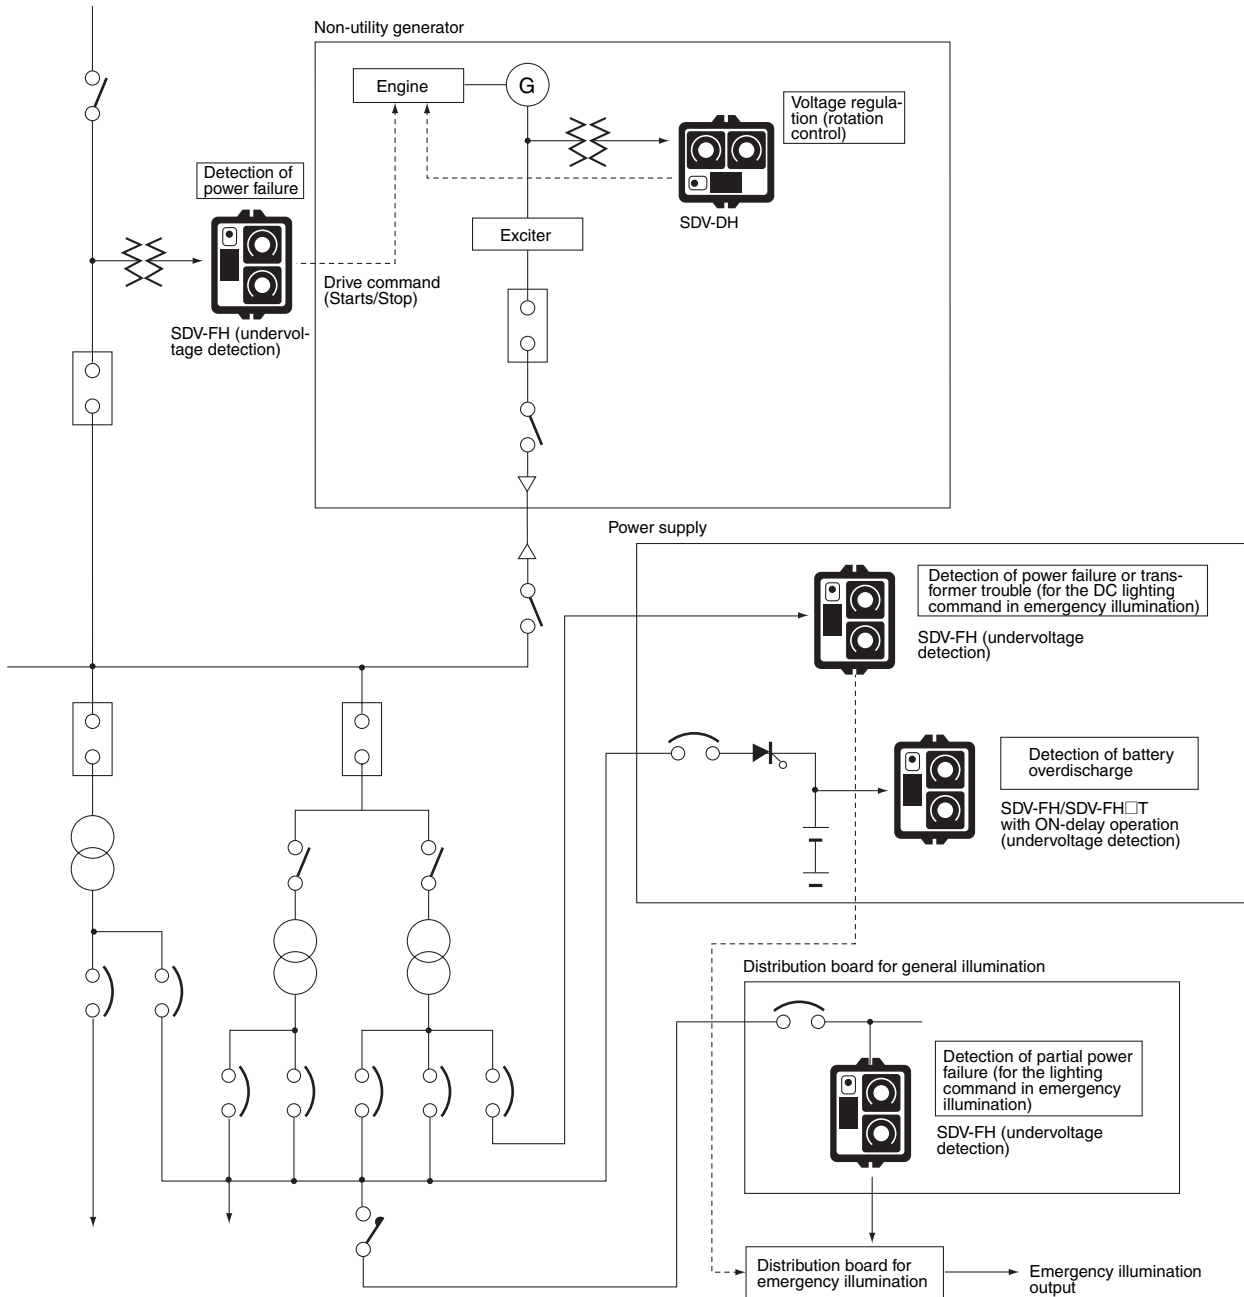 Non-utility generator
Engine
G
Voltage regula-
tion (rotation
control)
Detection of
power failure
SDV-DH
Exciter
Drive command
(Starts/Stop)
SDV-FH (undervol-
tage detection)
Power supply
Detection of power failure or trans-
former trouble (for the DC lighting
command in emergency illumination)
SDV-FH (undervoltage
detection)
Detection of battery
overdischarge
SDV-FH/SDV-FH□T
with ON-delay operation
(undervoltage detection)
Distribution board for general illumination
Detection of partial power
failure (for the lighting
command in emergency
illumination)
SDV-FH (undervoltage
detection)
Distribution board for
emergency illumination
Emergency illumination
output